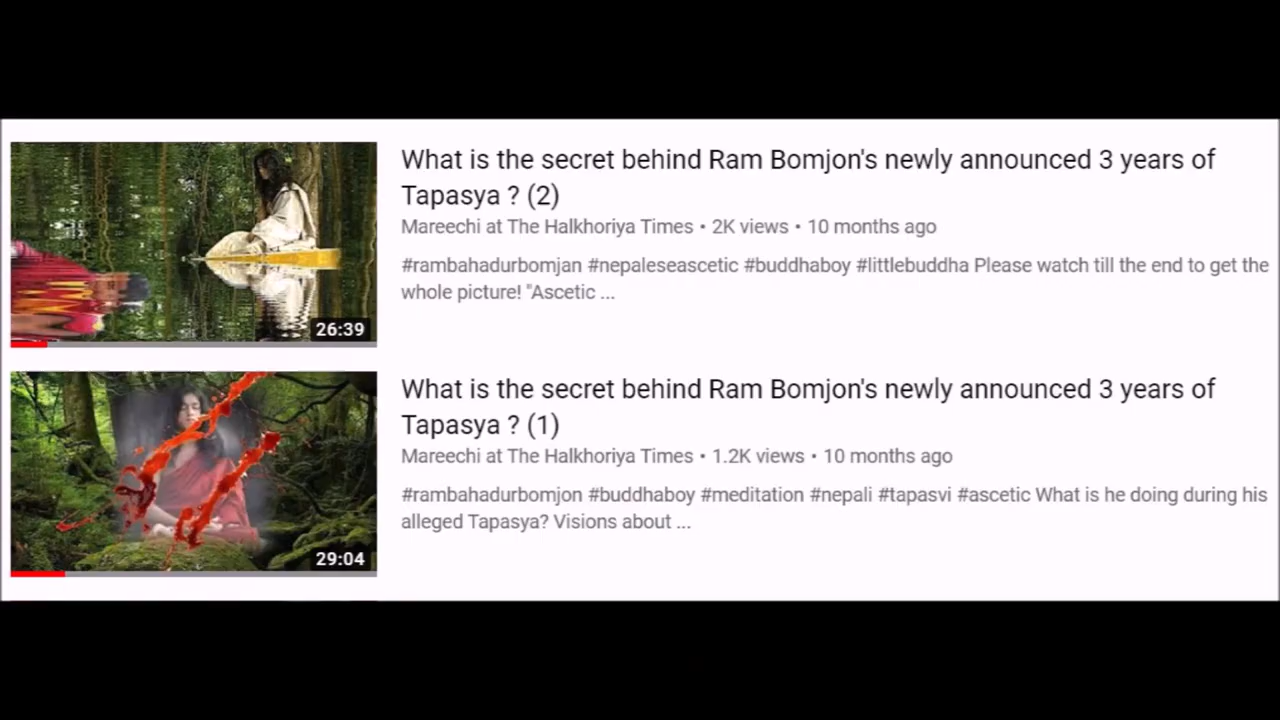 What is the secret behind Ram Bomjon's newly announced 3 years of
Tapasya ? (2)
Mareechi at The Halkhoriya Times • 2K views • 10 months ago
#rambahadurbomjan #nepaleseascetic #buddhaboy #littlebuddha Please watch till the end to get the
whole picture! "Ascetic ...
26:39
What is the secret behind Ram Bomjon's newly announced 3 years of
Tapasya ? (1)
Mareechi at The Halkhoriya Times • 1.2K views • 10 months ago
#rambahadurbomjon #buddhaboy #meditation #nepali #tapasvi #ascetic What is he doing during his
alleged Tapasya? Visions about ...
29:04